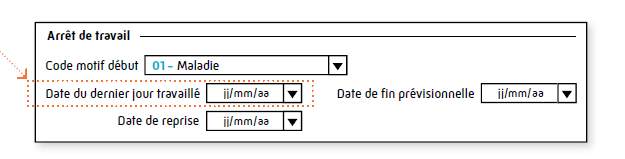 Arrêt de travail
Code motif début 01- Maladie
Date du dernier jour travaillé jj/mm/aa Date de fin prévisionnelle jj/mm/aa
Date de reprise jj/mm/aa